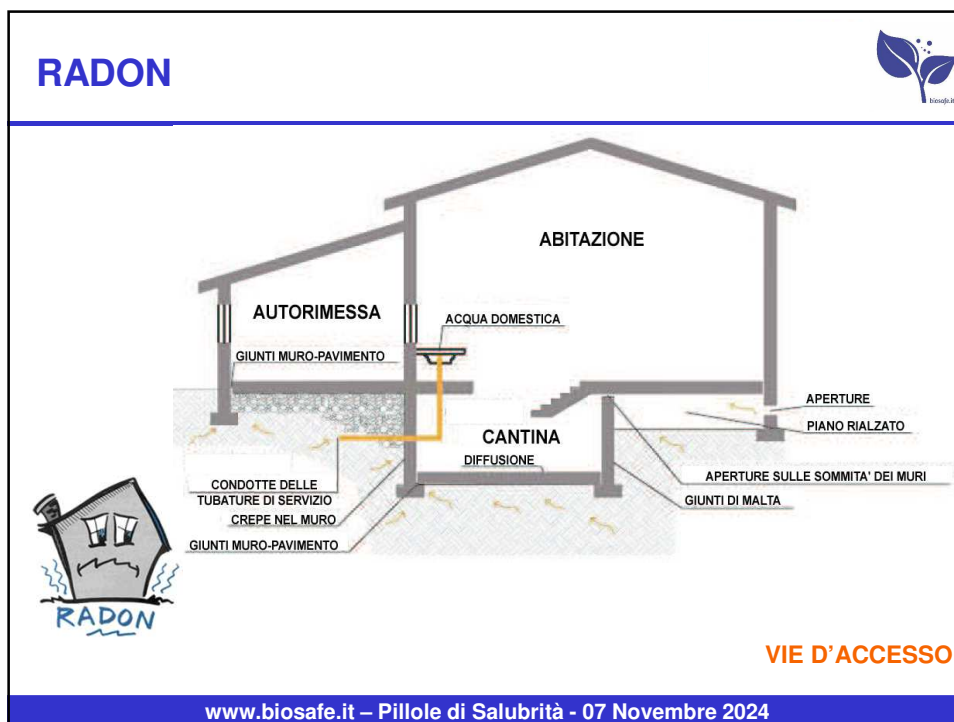 RADON
biosafe.it
ABITAZIONE
AUTORIMESSA
ACQUA DOMESTICA
GIUNTI MURO-PAVIMENTO
APERTURE
PIANO RIALZATO
CANTINA
DIFFUSIONE
APERTURE SULLE SOMMITA' DEI MURI
CONDOTTE DELLE
TUBATURE DI SERVIZIO
GIUNTI DI MALTA
CREPE NEL MURO
GIUNTI MURO-PAVIMENTO
RADON
VIE D'ACCESSO
www.biosafe.it – Pillole di Salubrità - 07 Novembre 2024